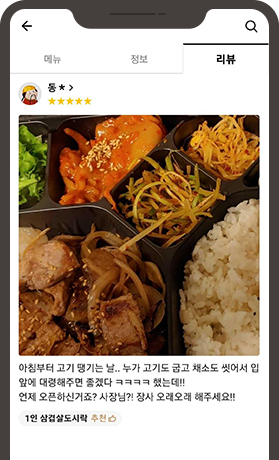 메뉴 정보 리뷰
동*
아침부터 고기 땡기는 날.. 누가 고기도 굽고 채소도 씻어서 입
앞에 대령해주면 좋겠다 ㅋㅋㅋㅋ 했는데!!
언제 오픈하신거죠? 사장님?! 장사 오래오래 해주세요!!
1인 삼겹살도시락 추천